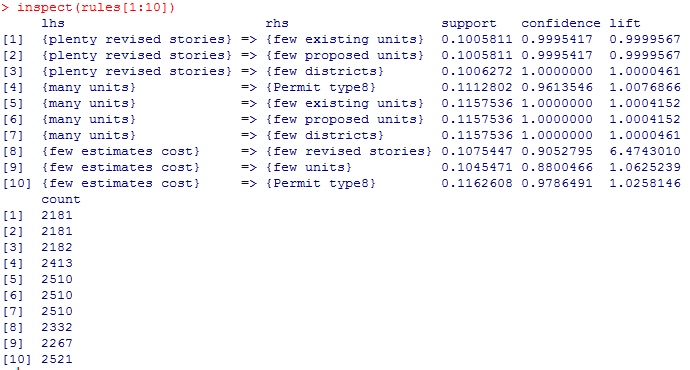 > inspect(rules[1:10])
     lhs                         rhs                   support   confidence lift
[1]  {plenty revised stories} => {few existing units}  0.1005811 0.9995417  0.9999567
[2]  {plenty revised stories} => {few proposed units}  0.1005811 0.9995417  0.9999567
[3]  {plenty revised stories} => {few districts}       0.1006272 1.0000000  1.0000461
[4]  {many units}             => {Permit type8}        0.1112802 0.9613546  1.0076866
[5]  {many units}             => {few existing units}  0.1157536 1.0000000  1.0004152
[6]  {many units}             => {few proposed units}  0.1157536 1.0000000  1.0004152
[7]  {many units}             => {few districts}       0.1157536 1.0000000  1.0000461
[8]  {few estimates cost}     => {few revised stories} 0.1075447 0.9052795  6.4743010
[9]  {few estimates cost}     => {few units}           0.1045471 0.8800466  1.0625239
[10] {few estimates cost}     => {Permit type8}        0.1162608 0.9786491  1.0258146
     count
[1]  2181
[2]  2181
[3]  2182
[4]  2413
[5]  2510
[6]  2510
[7]  2510
[8]  2332
[9]  2267
[10] 2521